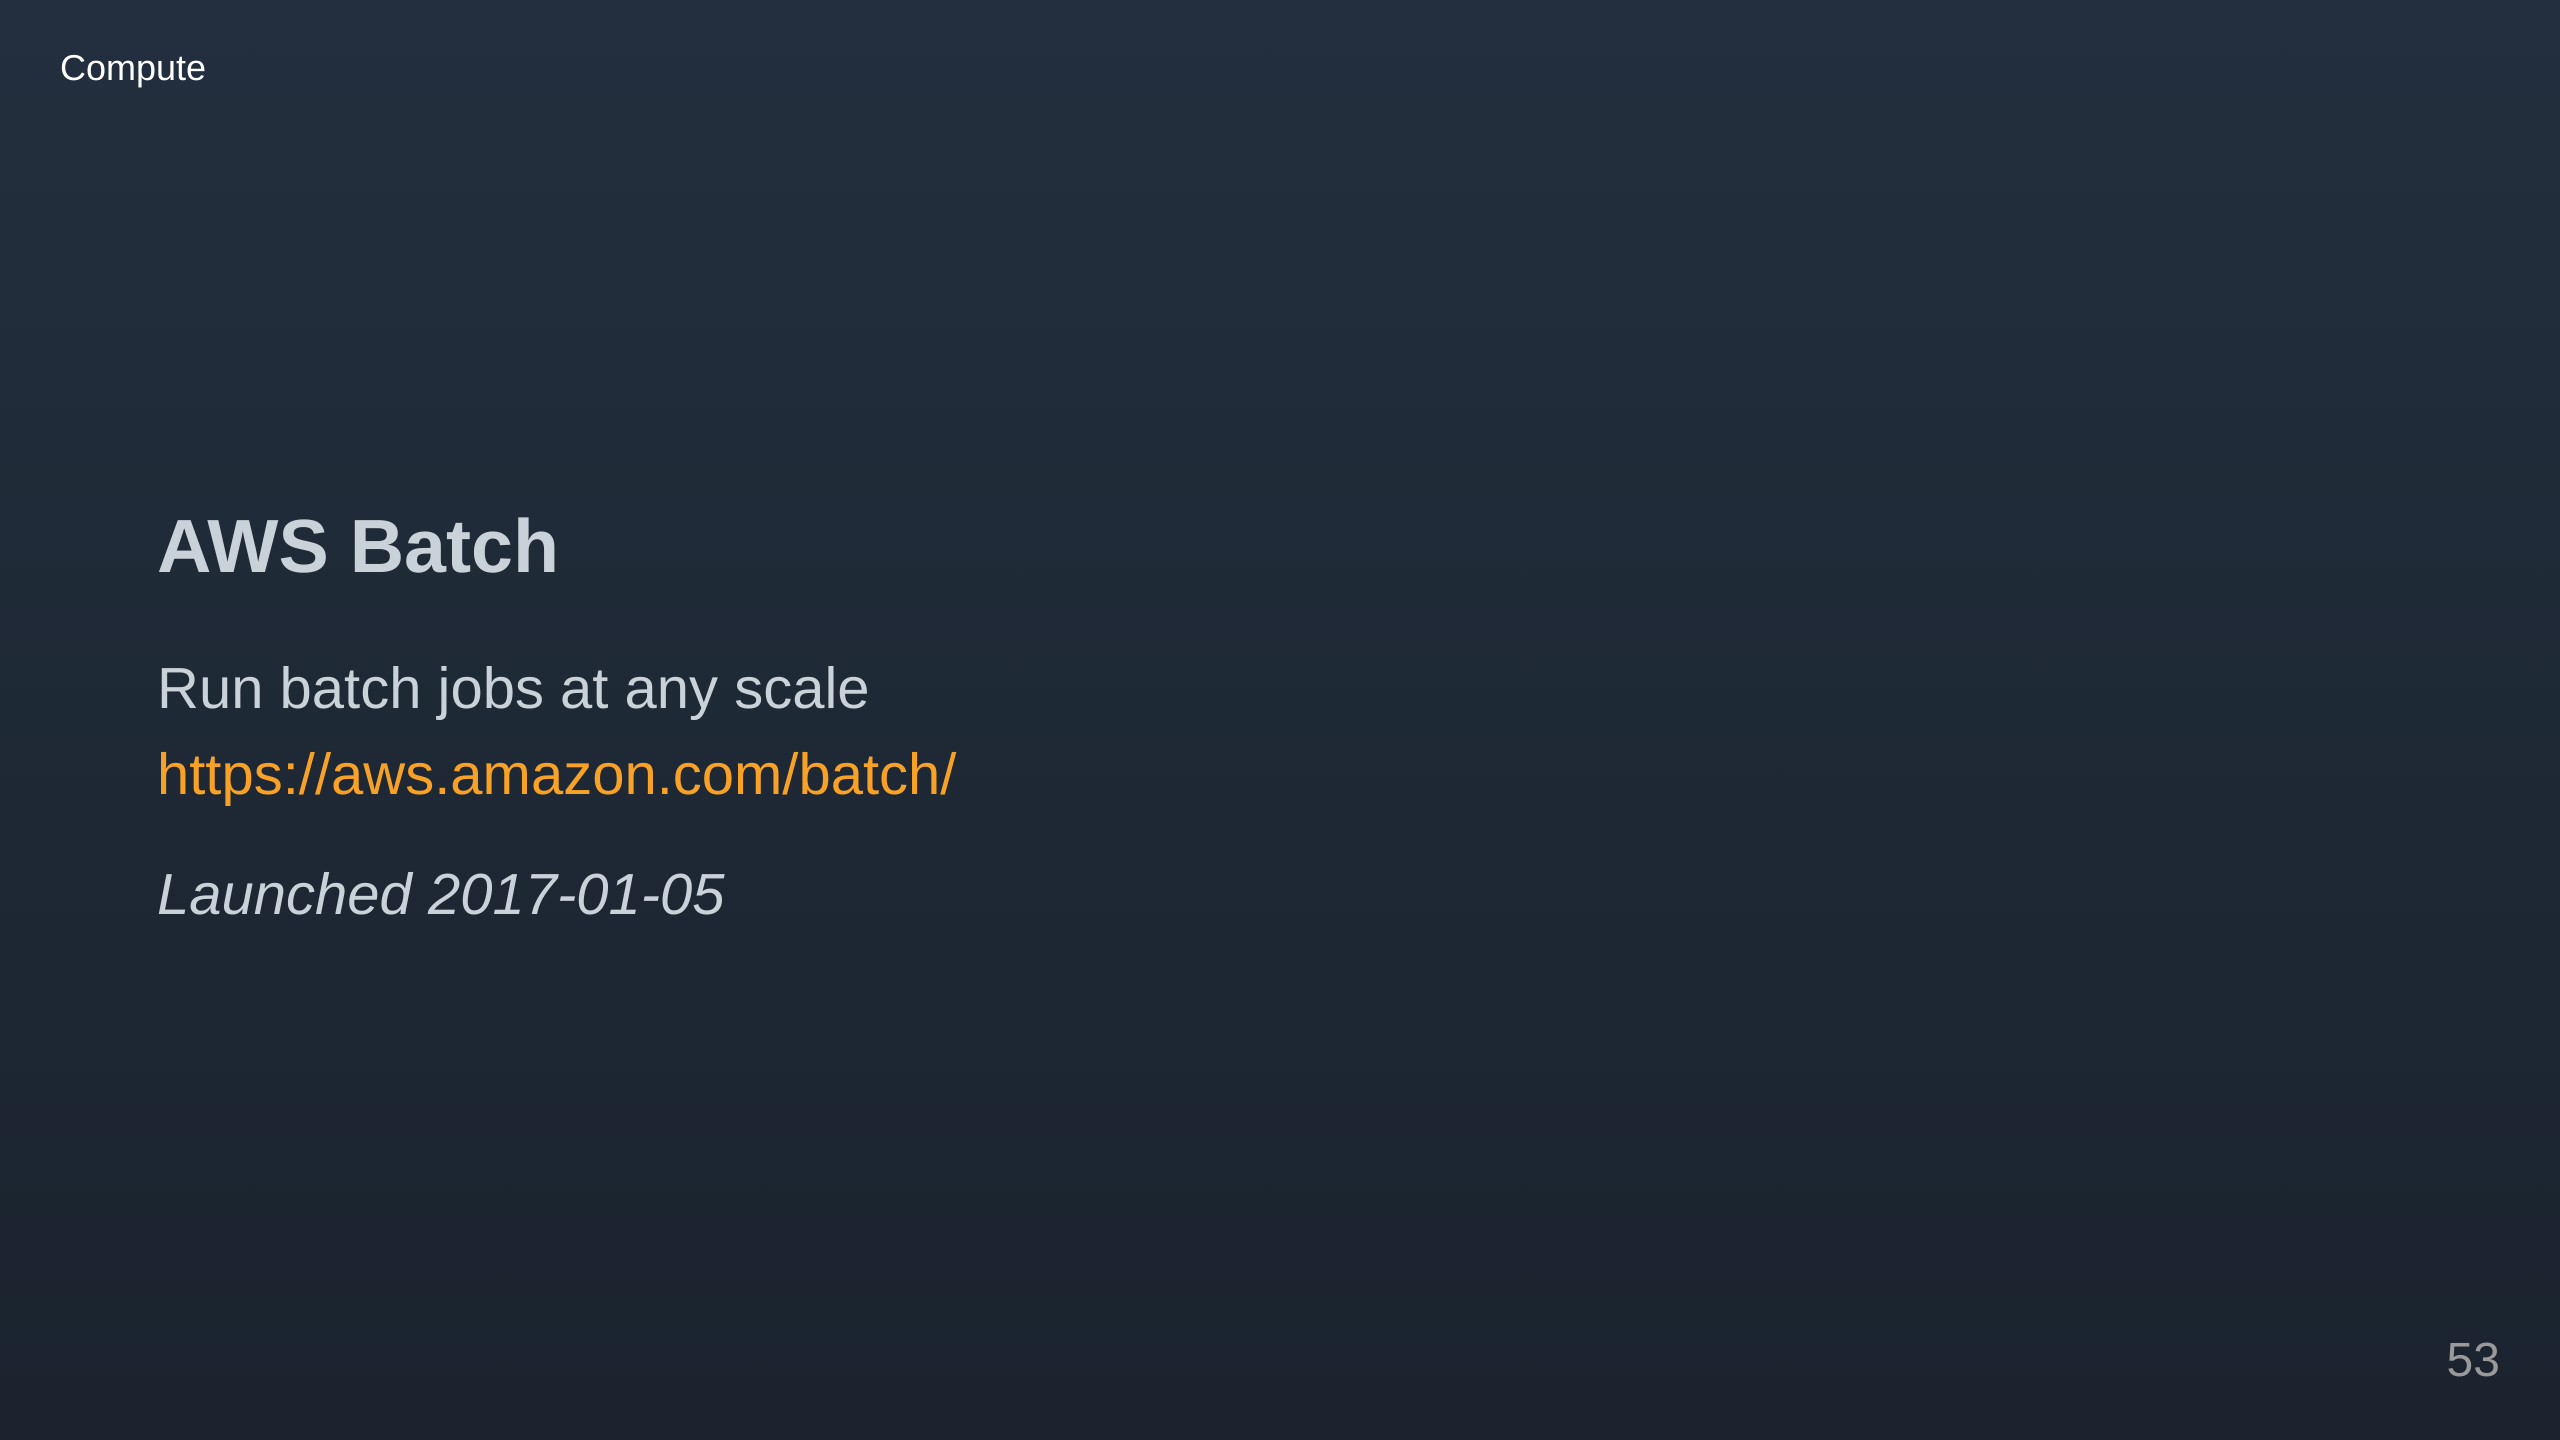 Compute
AWS Batch
Run batch jobs at any scale
https://aws.amazon.com/batch/
Launched 2017-01-05
53